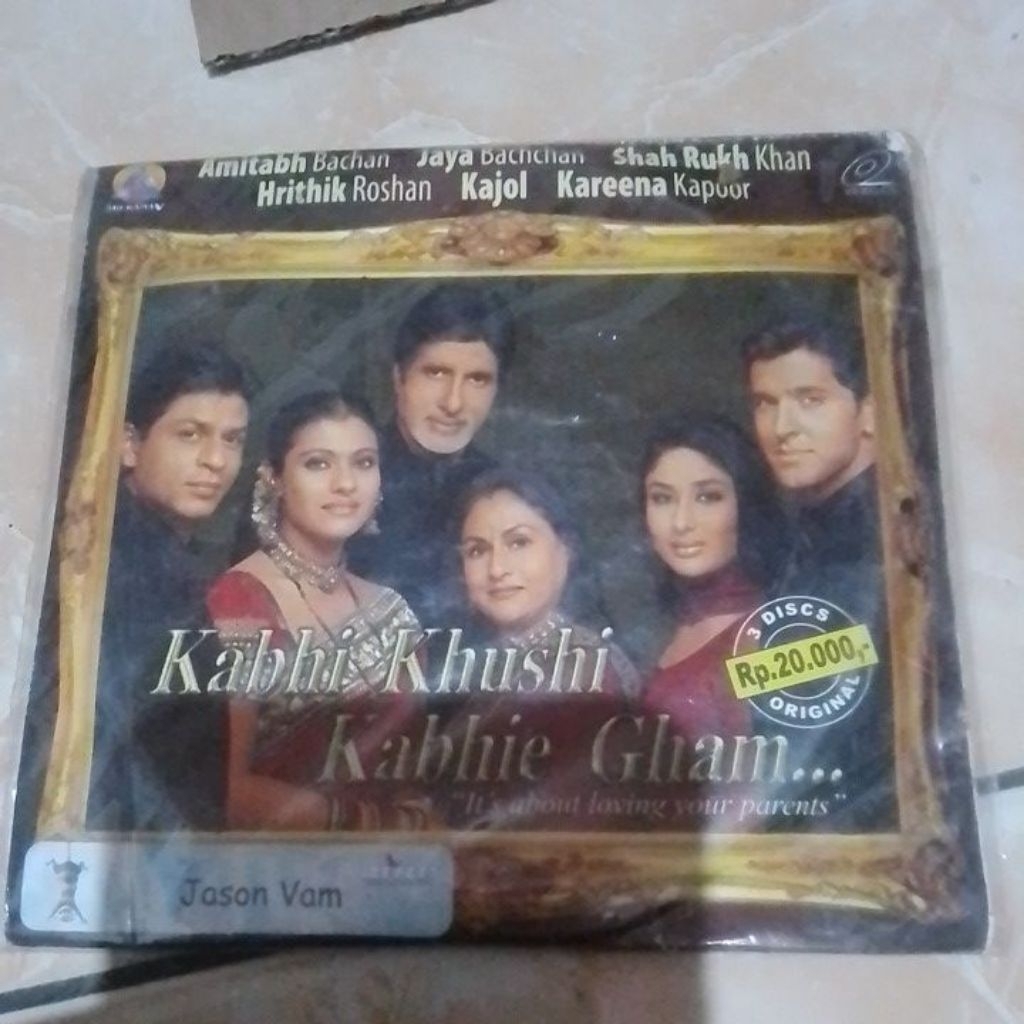 Amitabh Bachan Jaya Bachchan Shah Rukh Khan
Hrithik Roshan Kajol Kareena Kapoor
Kabhi Khushi
Kabhie Gham...
"It's about loving your parents"
3 DISCS
Rp.20.000,-
ORIGINAL
Jason Vam